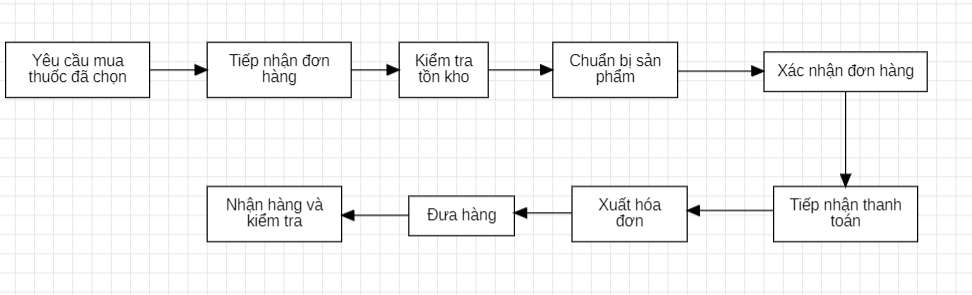 Yêu cầu mua
thuốc đã chọn
Tiếp nhận đơn
hàng
Kiểm tra
tồn kho
Chuẩn bị sản
phẩm
Xác nhận đơn hàng
Tiếp nhận thanh
toán
Xuất hóa
đơn
Đưa hàng
Nhận hàng và
kiểm tra